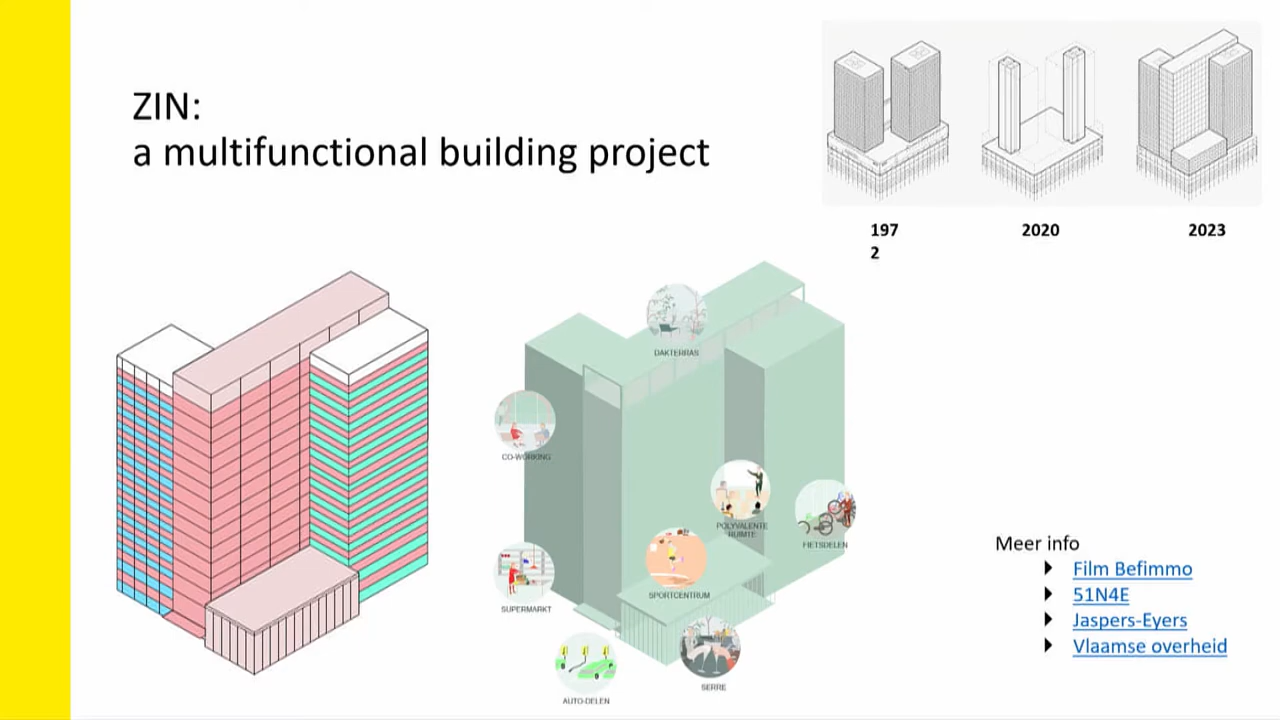 ZIN:
a multifunctional building project
197
2
2020
2023
DAKTERRAS
CO-WORKING
POLYVALENTE
RUIMTE
FIETSDELEN
SPORTCENTRUM
SUPERMARKT
SERRE
AUTO-DELEN
Meer info
Film Befimmo
51N4E
Jaspers-Eyers
Vlaamse overheid